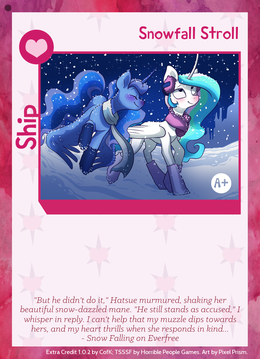 Snowfall Stroll
Ship
A+
"But he didn't do it," Hatsue murmured, shaking her
beautiful snow-dazzled mane. "He still stands as accused," I
whisper in reply. I can't help that my muzzle dips towards
hers, and my heart thrills when she responds in kind...
- Snow Falling on Everfree
Extra Credit 1.0.2 by CofK, TSSSF by Horrible People Games. Art by Pixel Prism.